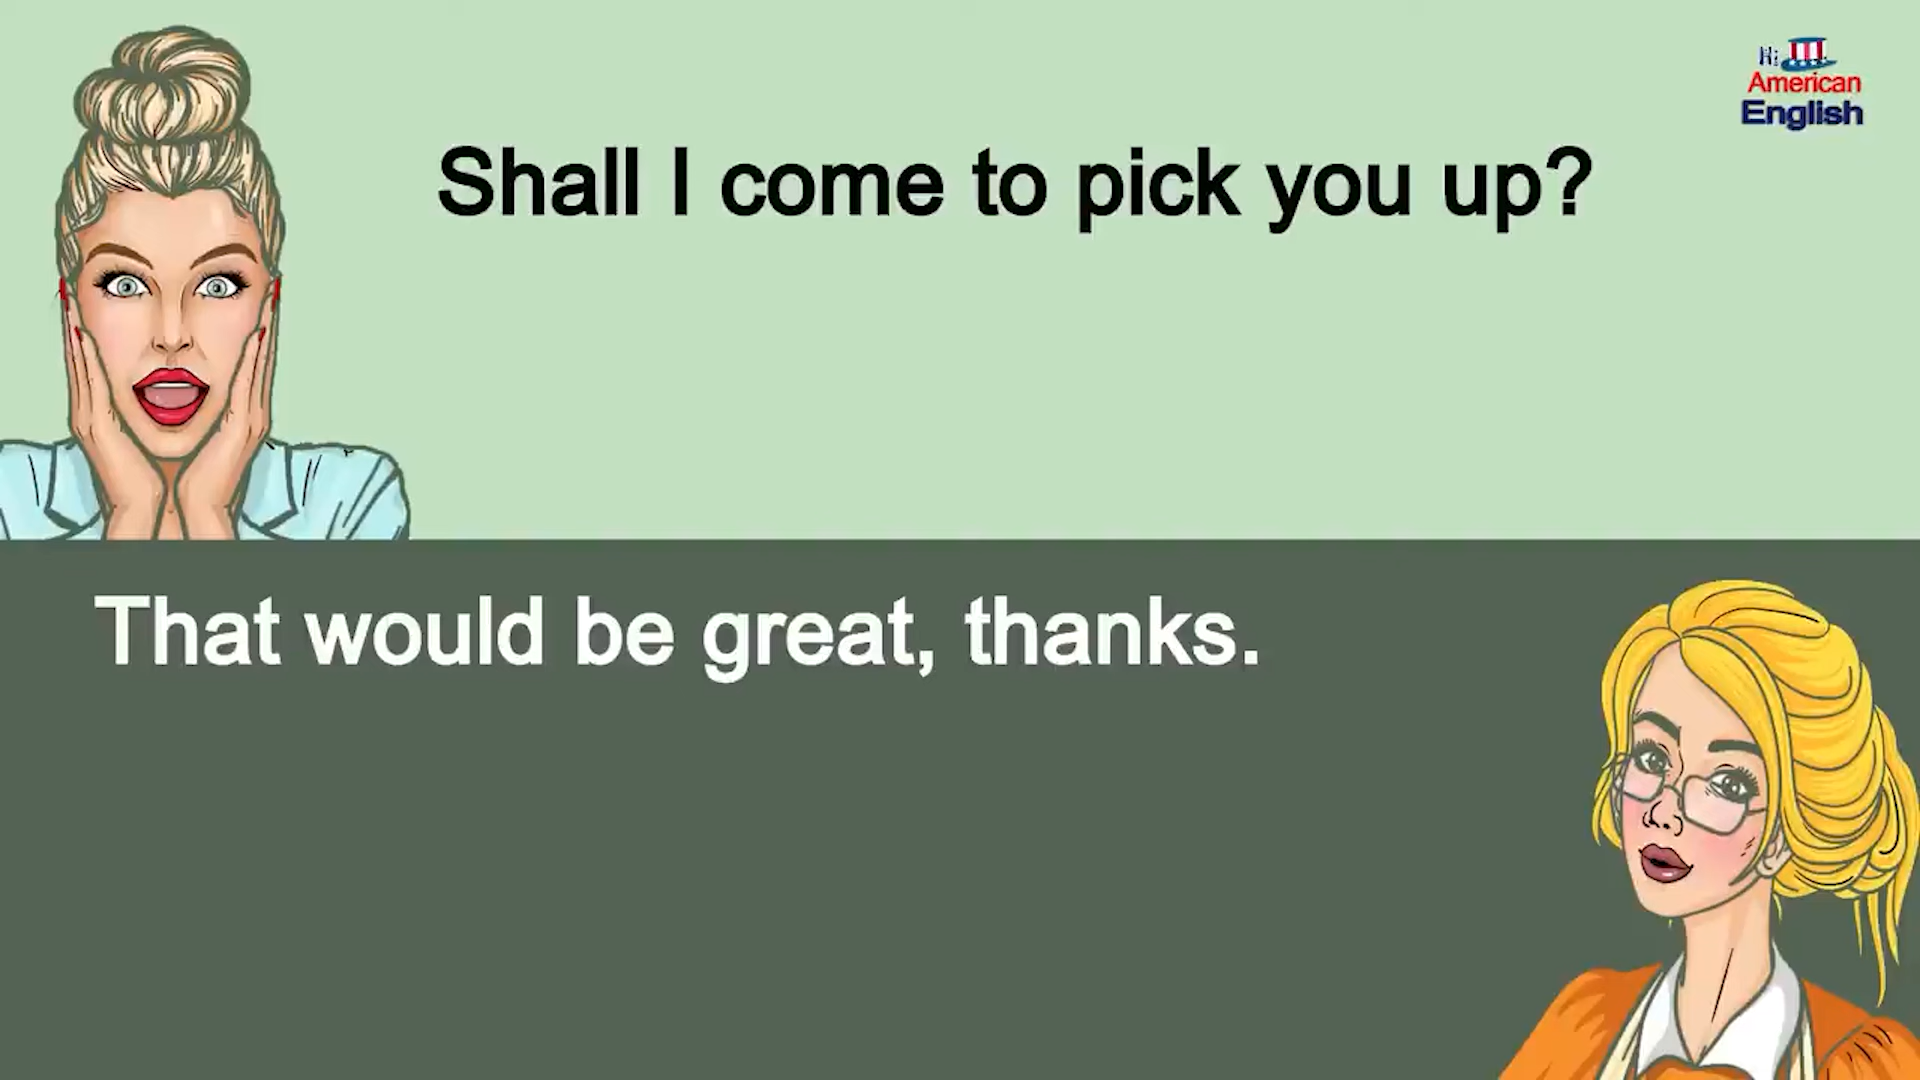 Hi
American
English
Shall I come to pick you up?
That would be great, thanks.